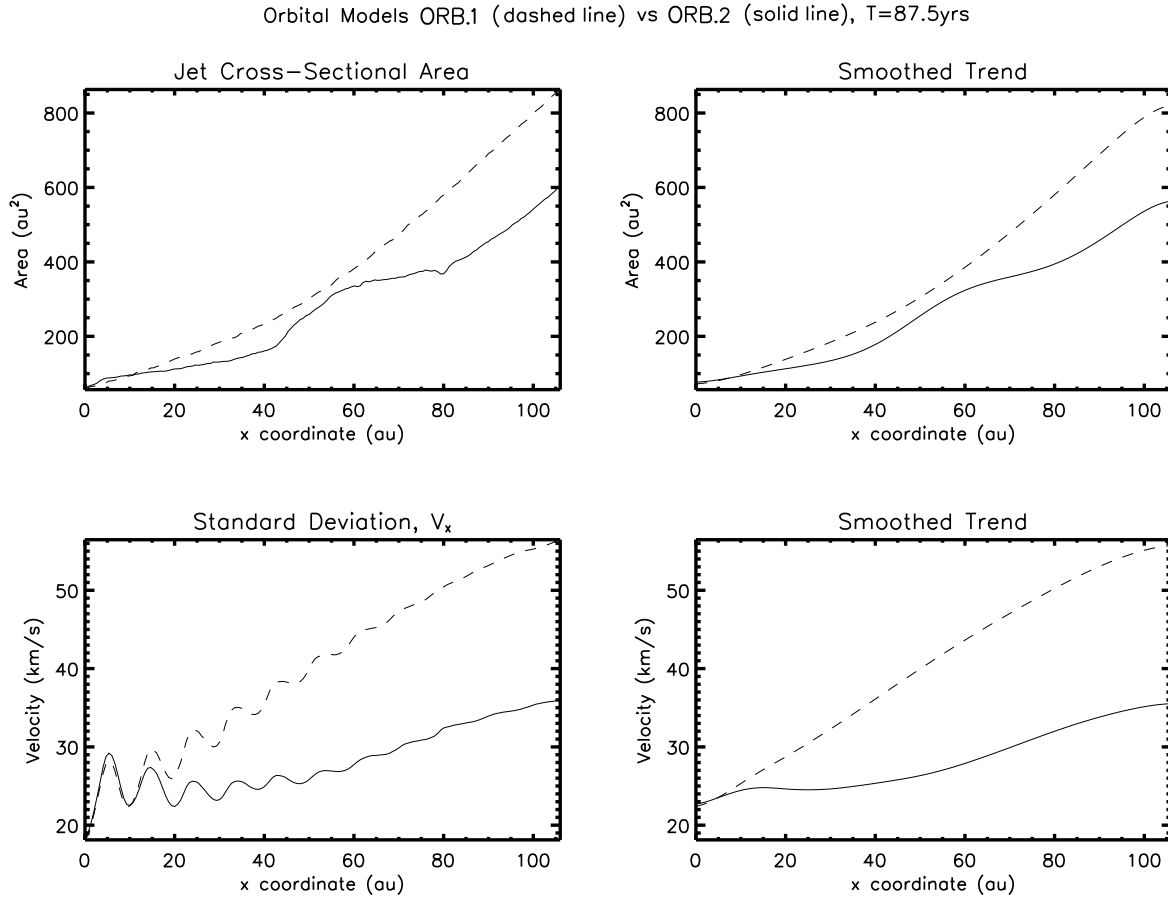 Orbital Models ORB.1 (dashed line) vs ORB.2 (solid line), T=87.5yrs
Jet Cross-Sectional Area
Area (au²)
800
600
400
200
0 20 40 60 80 100
x coordinate (au)
Smoothed Trend
Area (au²)
800
600
400
200
0 20 40 60 80 100
x coordinate (au)
Standard Deviation, Vₓ
Velocity (km/s)
50
40
30
20
0 20 40 60 80 100
x coordinate (au)
Smoothed Trend
Velocity (km/s)
50
40
30
20
0 20 40 60 80 100
x coordinate (au)